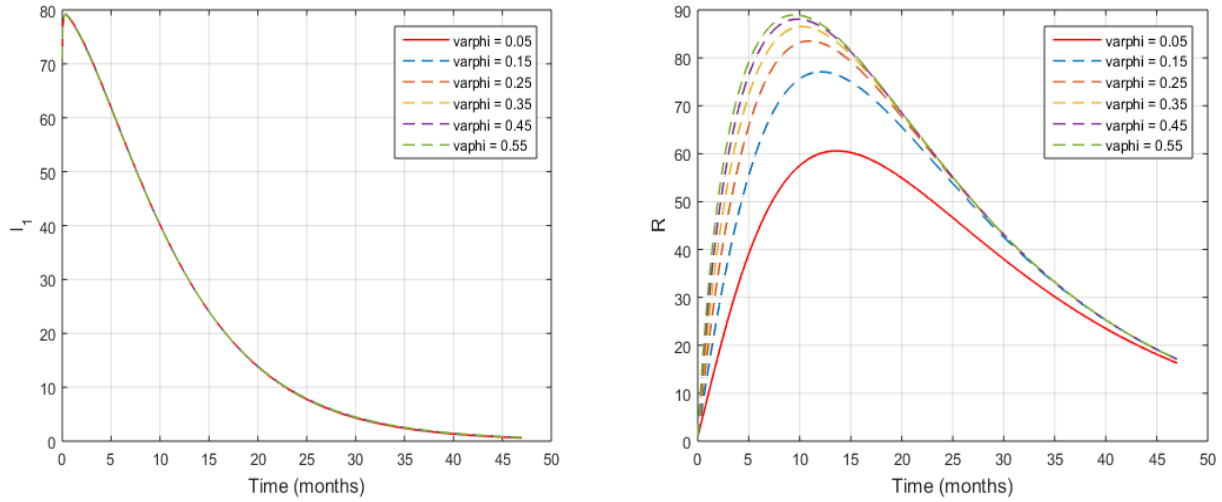 80
70
60
50
40
30
20
10
0
I_1
0 5 10 15 20 25 30 35 40 45 50
Time (months)
varphi = 0.05
varphi = 0.15
varphi = 0.25
varphi = 0.35
varphi = 0.45
vaphi = 0.55
90
80
70
60
50
40
30
20
10
0
R
0 5 10 15 20 25 30 35 40 45 50
Time (months)
varphi = 0.05
varphi = 0.15
varphi = 0.25
varphi = 0.35
varphi = 0.45
vaphi = 0.55